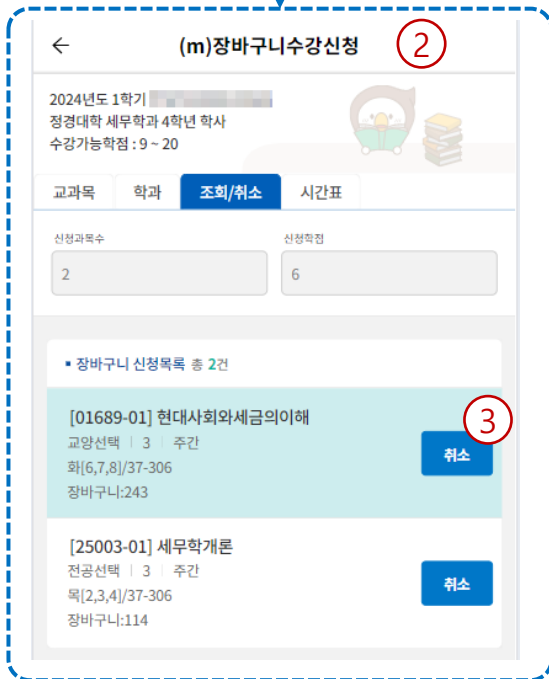 (m)장바구니수강신청
2
2024년도 1학기
정경대학 세무학과 4학년 학사
수강가능학점 : 9 ~ 20
교과목 학과 조회/취소 시간표
신청과목수 신청학점
2 6
장바구니 신청목록 총 2건
3
[01689-01] 현대사회와세금의이해
교양선택 | 3 | 주간
취소
화[6,7,8]/37-306
장바구니:243
[25003-01] 세무학개론
전공선택 | 3 | 주간
취소
목[2,3,4]/37-306
장바구니:114